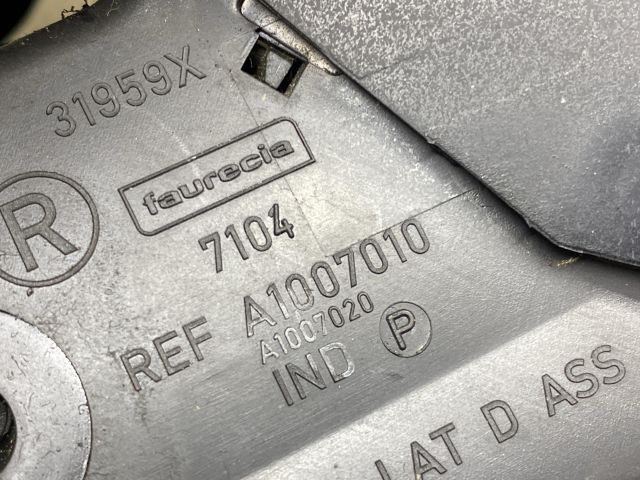 31959X
faurecia
7104
R
REF A1007010
A1007020
IND P
LAT D ASS